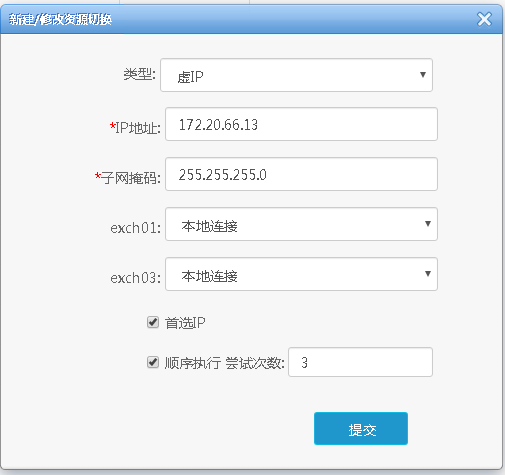 新建/修改资源切换
类型: 虚IP
*IP地址: 172.20.66.13
*子网掩码: 255.255.255.0
exch01: 本地连接
exch03: 本地连接
首选IP
顺序执行 尝试次数: 3
提交